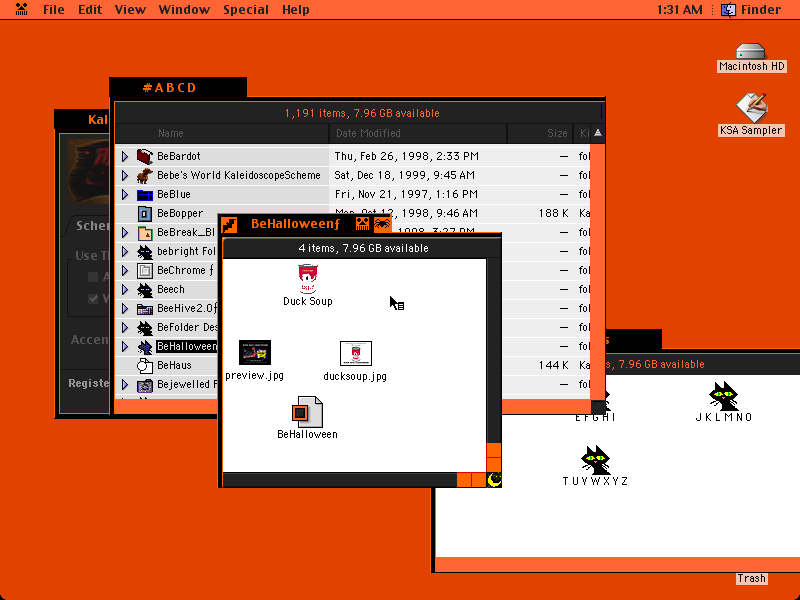 File Edit View Window Special Help 1:31 AM Finder
Macintosh HD
KSA Sampler
#ABCD
1,191 items, 7.96 GB available
Name Date Modified Size Ki
BeBardot Thu, Feb 26, 1998, 2:33 PM — fol
Bebe's World KaleidoscopeScheme Sat, Dec 18, 1999, 9:45 AM — fol
BeBlue Fri, Nov 21, 1997, 1:16 PM — fol
BeBopper Mon, Oct 12, 1998, 9:46 AM 188 K Ka
BeBreak_Bl 1998, 3:27 PM — fol
bebright Fol — fol
BeChrome ƒ — fol
Beech — fol
BeeHive2.0ƒ — fol
BeFolder Des — fol
BeHalloween — fol
BeHaus 144 K Ka
Bejewelled F — fol
Kal
Scher
Use Th
A
Accen
Registe
BeHalloweenƒ
4 items, 7.96 GB available
Duck Soup
preview.jpg
ducksoup.jpg
BeHalloween
s
s, 7.96 GB available
EFGHI
JKLMNO
TUVWXYZ
Trash